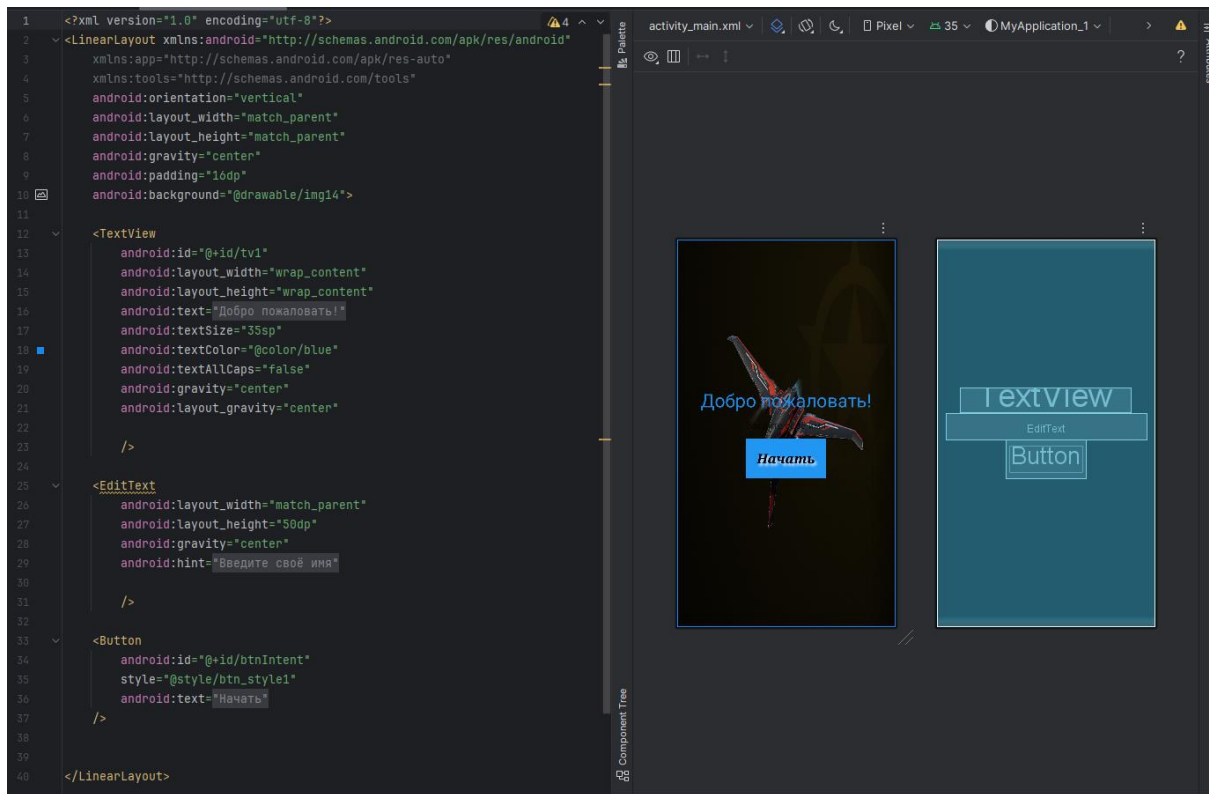 1 <?xml version="1.0" encoding="utf-8"?>
4
2 <LinearLayout xmlns:android="http://schemas.android.com/apk/res/android"
3 xmlns:app="http://schemas.android.com/apk/res-auto"
4 xmlns:tools="http://schemas.android.com/tools"
5 android:orientation="vertical"
6 android:layout_width="match_parent"
7 android:layout_height="match_parent"
8 android:gravity="center"
9 android:padding="16dp"
10 android:background="@drawable/img14">
11
12 <TextView
13 android:id="@+id/tv1"
14 android:layout_width="wrap_content"
15 android:layout_height="wrap_content"
16 android:text="Добро пожаловать!"
17 android:textSize="35sp"
18 android:textColor="@color/blue"
19 android:textAllCaps="false"
20 android:gravity="center"
21 android:layout_gravity="center"
22
23 />
24
25 <EditText
26 android:layout_width="match_parent"
27 android:layout_height="50dp"
28 android:gravity="center"
29 android:hint="Введите своё имя"
30
31 />
32
33 <Button
34 android:id="@+id/btnIntent"
35 style="@style/btn_style1"
36 android:text="Начать"
37 />
38
39
40 </LinearLayout>
Palette
Component Tree
activity_main.xml Pixel 35 MyApplication_1
?
Добро пожаловать!
Начать
TextView
EditText
Button